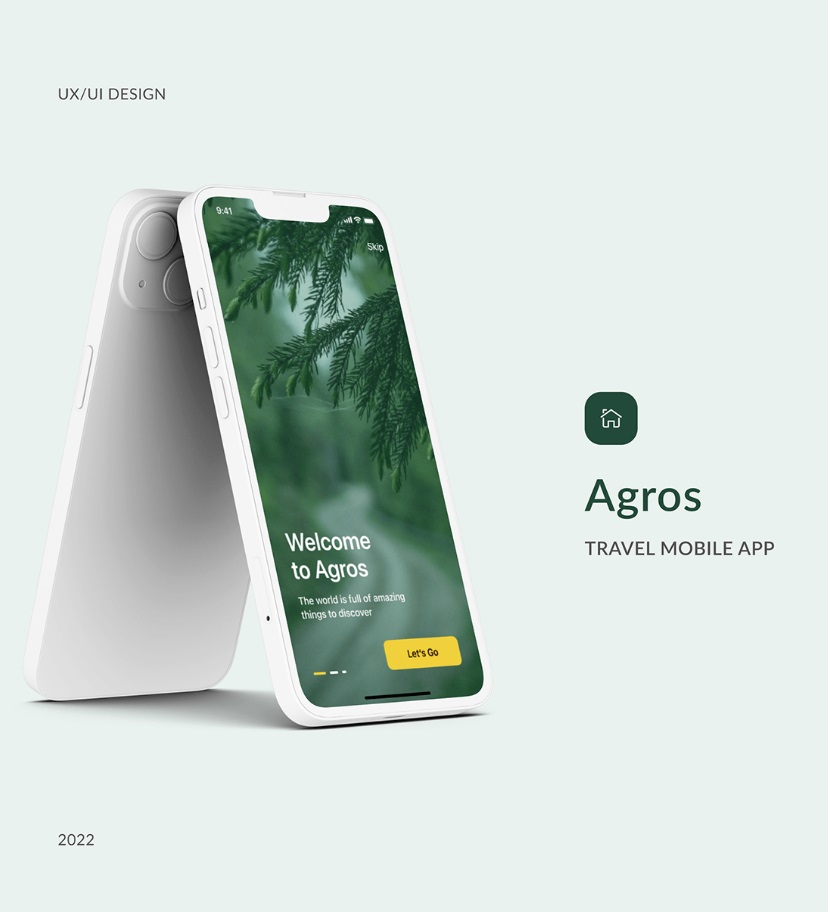 UX/UI DESIGN
9:41
Skip
Welcome
to Agros
The world is full of amazing
things to discover
Let's Go
Agros
TRAVEL MOBILE APP
2022